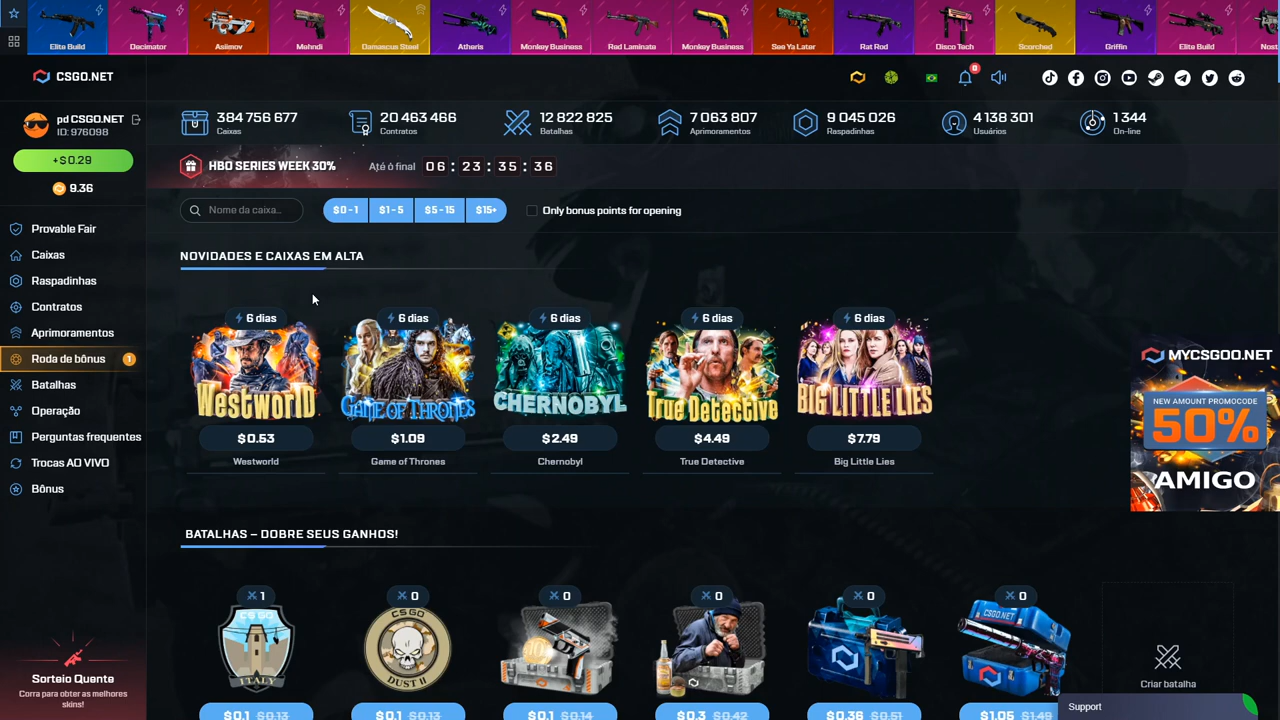 Elite Build
Decimator
Asiimov
Mehndi
Damascus Steel
Atheris
Monkey Business
Red Laminate
Monkey Business
See Ya Later
Rat Rod
Disco Tech
Scorched
Griffin
Elite Build
CSGO.NET
0
pd CSGO.NET
ID: 976098
+$0.29
9.36
384 756 677
Caixas
20 463 466
Contratos
12 822 825
Batalhas
7 063 807
Aprimoramentos
9 045 026
Raspadinhas
4 138 301
Usuários
1 344
On-line
HBO SERIES WEEK 30%
Até ó final
06 : 23 : 35 : 36
Nome da caixa...
$0 - 1
$1 - 5
$5 - 15
$15+
Only bonus points for opening
Provable Fair
Caixas
Raspadinhas
Contratos
Aprimoramentos
Roda de bônus
1
Batalhas
Operação
Perguntas frequentes
Trocas AO VIVO
Bônus
Sorteio Quente
Corra para obter as melhores
skins!
NOVIDADES E CAIXAS EM ALTA
6 dias
6 dias
6 dias
6 dias
6 dias
Westworld
GAME OF THRONES
CHERNOBYL
True Detective
BIG LITTLE LIES
$0.53
$1.09
$2.49
$4.49
$7.79
Westworld
Game of Thrones
Chernobyl
True Detective
Big Little Lies
MYCSGOO.NET
NEW AMOUNT PROMOCODE
50%
AMIGO
BATALHAS – DOBRE SEUS GANHOS!
1
0
0
0
0
0
CS GO
ITALY
CS GO
DUST II
CSGO.NET
$0.1 $0.13
$0.1 $0.13
$0.1 $0.14
$0.3 $0.42
$0.36 $0.51
$1.05 $1.48
Criar batalha
Support